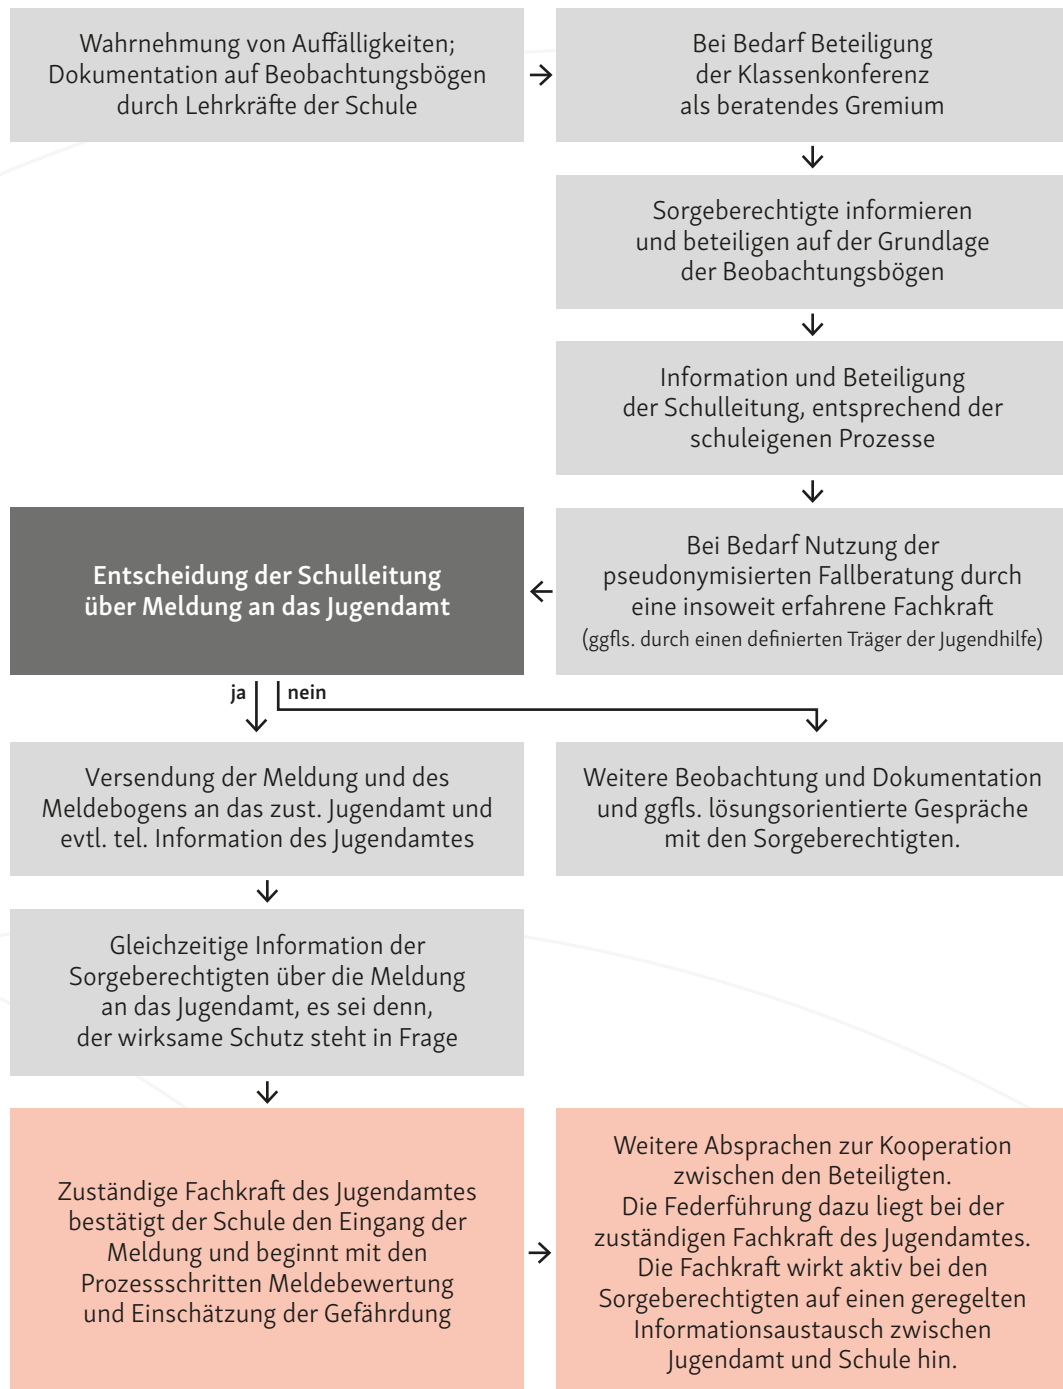 Wahrnehmung von Auffälligkeiten;
Dokumentation auf Beobachtungsbögen
durch Lehrkräfte der Schule
Bei Bedarf Beteiligung
der Klassenkonferenz
als beratendes Gremium
Sorgeberechtigte informieren
und beteiligen auf der Grundlage
der Beobachtungsbögen
Information und Beteiligung
der Schulleitung, entsprechend der
schuleigenen Prozesse
Bei Bedarf Nutzung der
pseudonymisierten Fallberatung durch
eine insoweit erfahrene Fachkraft
(ggfls. durch einen definierten Träger der Jugendhilfe)
Entscheidung der Schulleitung
über Meldung an das Jugendamt
ja
nein
Versendung der Meldung und des
Meldebogens an das zust. Jugendamt und
evtl. tel. Information des Jugendamtes
Weitere Beobachtung und Dokumentation
und ggfls. lösungsorientierte Gespräche
mit den Sorgeberechtigten.
Gleichzeitige Information der
Sorgeberechtigten über die Meldung
an das Jugendamt, es sei denn,
der wirksame Schutz steht in Frage
Zuständige Fachkraft des Jugendamtes
bestätigt der Schule den Eingang der
Meldung und beginnt mit den
Prozessschritten Meldebewertung
und Einschätzung der Gefährdung
Weitere Absprachen zur Kooperation
zwischen den Beteiligten.
Die Federführung dazu liegt bei der
zuständigen Fachkraft des Jugendamtes.
Die Fachkraft wirkt aktiv bei den
Sorgeberechtigten auf einen geregelten
Informationsaustausch zwischen
Jugendamt und Schule hin.